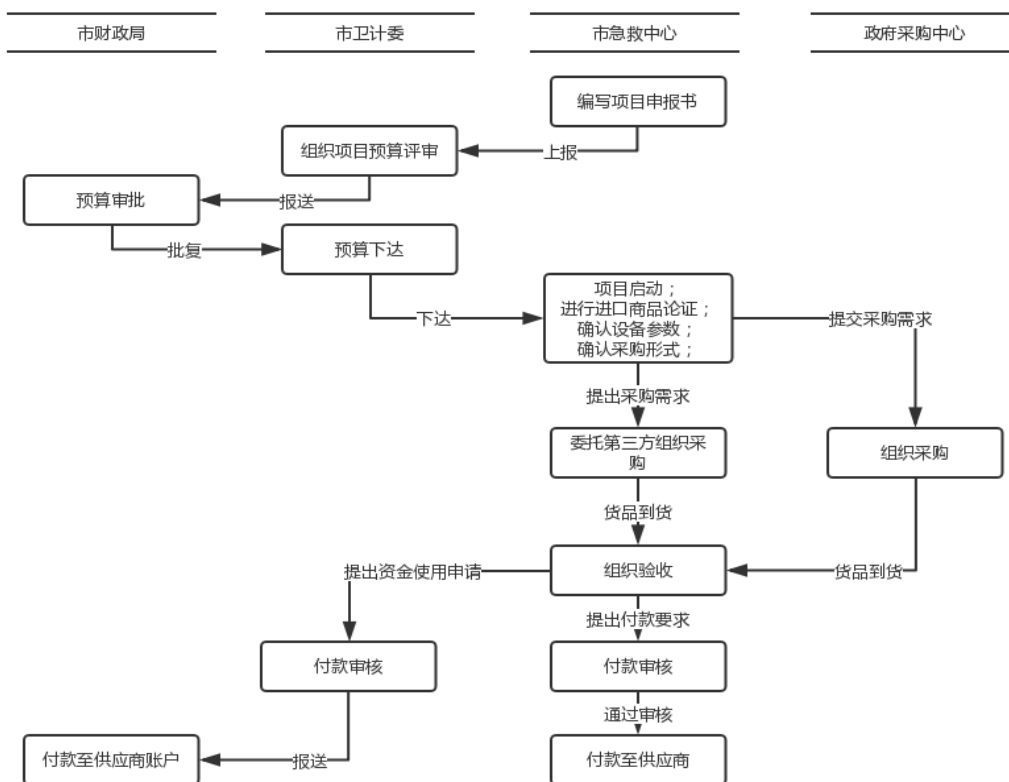 市财政局
市卫计委
市急救中心
政府采购中心
编写项目申报书
上报
组织项目预算评审
报送
预算审批
批复
预算下达
下达
项目启动；
进行进口商品论证；
确认设备参数；
确认采购形式；
提交采购需求
提出采购需求
委托第三方组织采
购
组织采购
货品到货
货品到货
组织验收
提出资金使用申请
提出付款要求
付款审核
付款审核
通过审核
报送
付款至供应商账户
付款至供应商